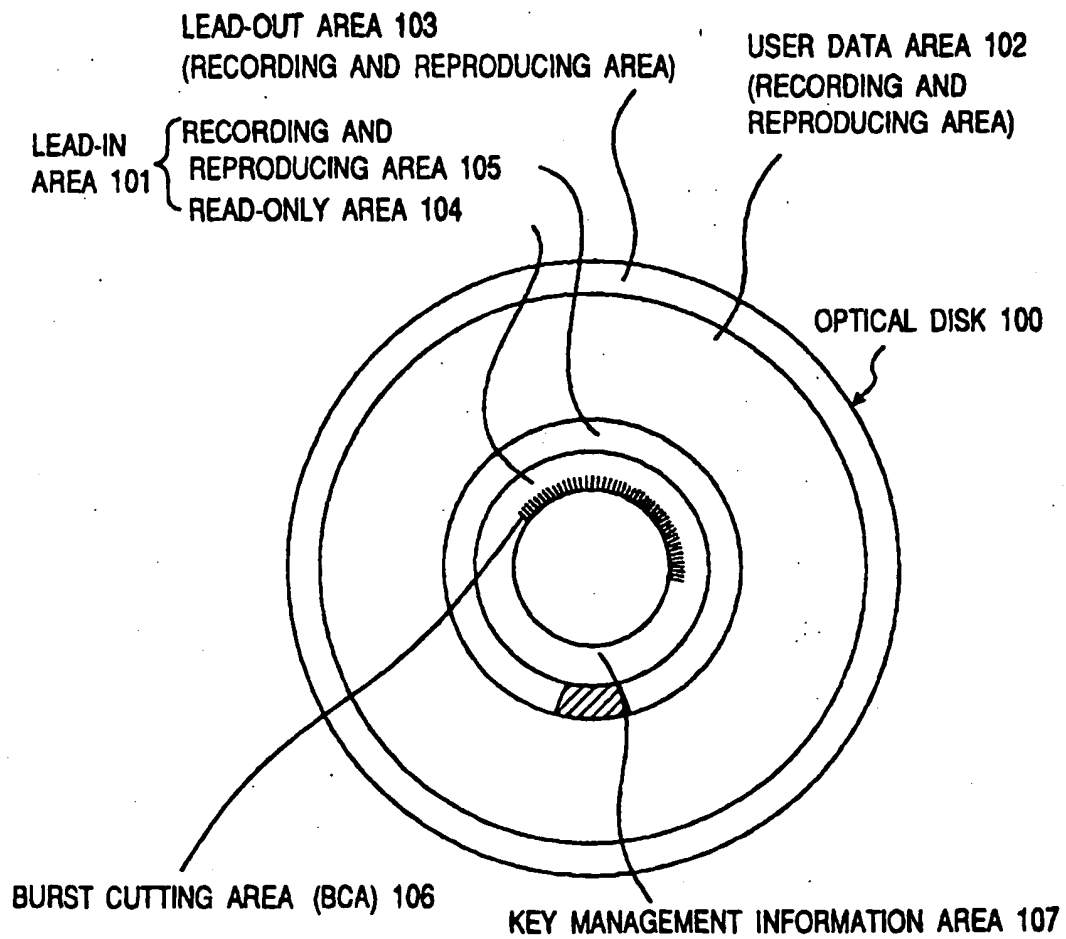 LEAD-OUT AREA 103
(RECORDING AND REPRODUCING AREA)
USER DATA AREA 102
(RECORDING AND
REPRODUCING AREA)
LEAD-IN
AREA 101
RECORDING AND
REPRODUCING AREA 105
READ-ONLY AREA 104
OPTICAL DISK 100
BURST CUTTING AREA (BCA) 106
KEY MANAGEMENT INFORMATION AREA 107